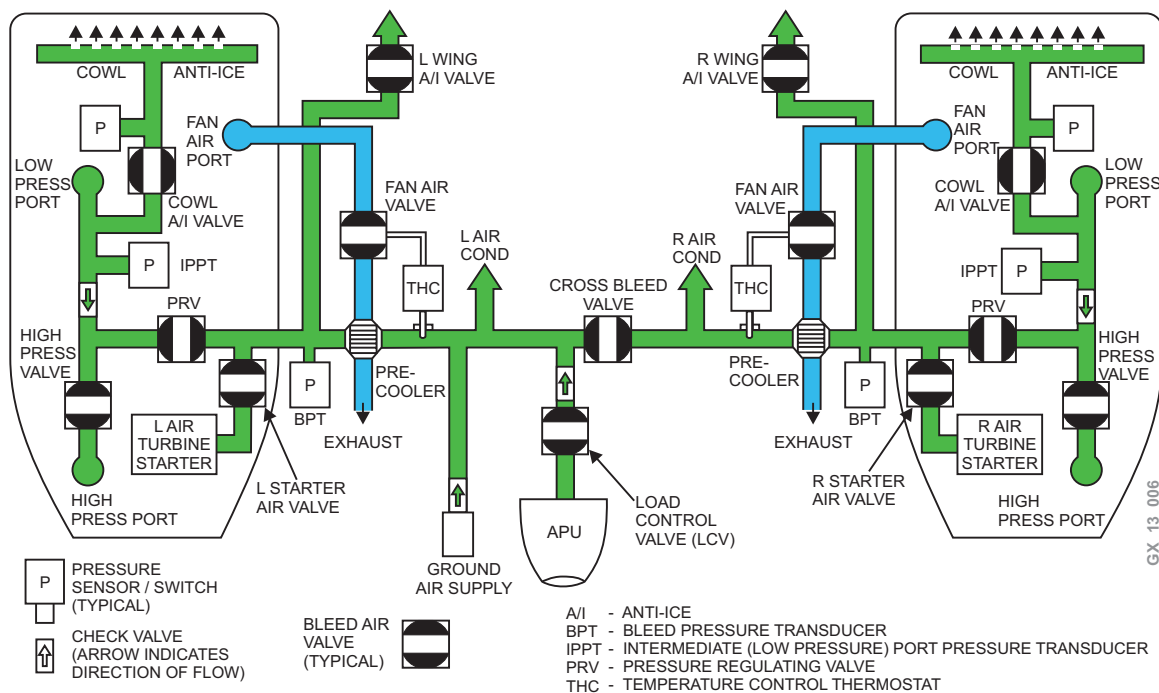 COWL
ANTI-ICE
P
FAN
AIR
PORT
LOW
PRESS
PORT
COWL
A/I VALVE
P
IPPT
PRV
HIGH
PRESS
VALVE
L AIR
TURBINE
STARTER
HIGH
PRESS PORT
L STARTER
AIR VALVE
L WING
A/I VALVE
FAN AIR
VALVE
THC
L AIR
COND
P
BPT
PRE-
COOLER
EXHAUST
GROUND
AIR SUPPLY
APU
LOAD
CONTROL
VALVE (LCV)
CROSS BLEED
VALVE
R AIR
COND
R WING
A/I VALVE
FAN AIR
VALVE
THC
PRE-
COOLER
EXHAUST
P
BPT
COWL
ANTI-ICE
P
FAN
AIR
PORT
COWL
A/I VALVE
LOW
PRESS
PORT
IPPT
P
PRV
HIGH
PRESS
VALVE
R AIR
TURBINE
STARTER
R STARTER
AIR VALVE
HIGH
PRESS PORT
GX 13 006
P
PRESSURE
SENSOR / SWITCH
(TYPICAL)
CHECK VALVE
(ARROW INDICATES
DIRECTION OF FLOW)
BLEED AIR
VALVE
(TYPICAL)
A/I - ANTI-ICE
BPT - BLEED PRESSURE TRANSDUCER
IPPT - INTERMEDIATE (LOW PRESSURE) PORT PRESSURE TRANSDUCER
PRV - PRESSURE REGULATING VALVE
THC - TEMPERATURE CONTROL THERMOSTAT